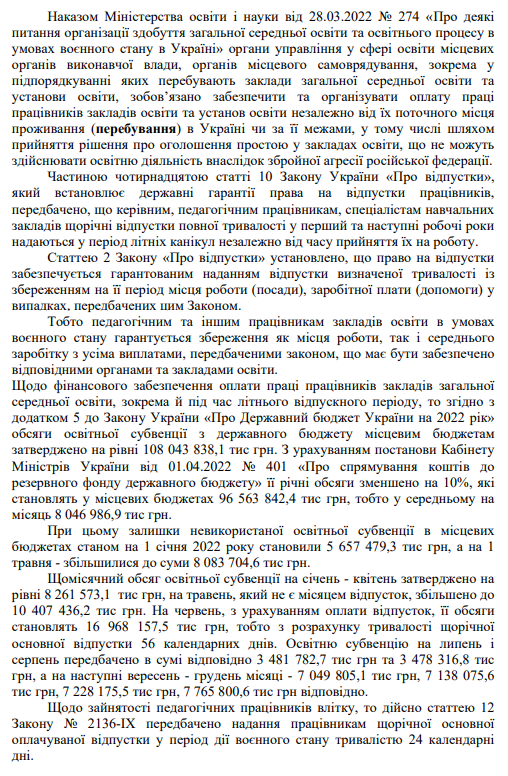 Наказом Міністерства освіти і науки від 28.03.2022 № 274 «Про деякі
питання організації здобуття загальної середньої освіти та освітнього процесу в
умовах воєнного стану в Україні» органи управління у сфері освіти місцевих
органів виконавчої влади, органів місцевого самоврядування, зокрема у
підпорядкуванні яких перебувають заклади загальної середньої освіти та
установи освіти, зобов’язано забезпечити та організувати оплату праці
працівників закладів освіти та установ освіти незалежно від їх поточного місця
проживання (перебування) в Україні чи за її межами, у тому числі шляхом
прийняття рішення про оголошення простою у закладах освіти, що не можуть
здійснювати освітню діяльність внаслідок збройної агресії російської федерації.
Частиною чотирнадцятою статті 10 Закону України «Про відпустки»,
який встановлює державні гарантії права на відпустки працівників,
передбачено, що керівним, педагогічним працівникам, спеціалістам навчальних
закладів щорічні відпустки повної тривалості у перший та наступні робочі роки
надаються у період літніх канікул незалежно від часу прийняття їх на роботу.
Статтею 2 Закону «Про відпустки» установлено, що право на відпустки
забезпечується гарантованим наданням відпустки визначеної тривалості із
збереженням на її період місця роботи (посади), заробітної плати (допомоги) у
випадках, передбачених цим Законом.
Тобто педагогічним та іншим працівникам закладів освіти в умовах
воєнного стану гарантується збереження як місця роботи, так і середнього
заробітку з усіма виплатами, передбаченими законом, що має бути забезпечено
відповідними органами та закладами освіти.
Щодо фінансового забезпечення оплати праці працівників закладів загальної
середньої освіти, зокрема й під час літнього відпускного періоду, то згідно з
додатком 5 до Закону України «Про Державний бюджет України на 2022 рік»
обсяги освітньої субвенції з державного бюджету місцевим бюджетам
затверджено на рівні 108 043 838,1 тис грн. З урахуванням постанови Кабінету
Міністрів України від 01.04.2022 № 401 «Про спрямування коштів до
резервного фонду державного бюджету» її річні обсяги зменшено на 10%, які
становлять у місцевих бюджетах 96 563 842,4 тис грн, тобто у середньому на
місяць 8 046 986,9 тис грн.
При цьому залишки невикористаної освітньої субвенції в місцевих
бюджетах станом на 1 січня 2022 року становили 5 657 479,3 тис грн, а на 1
травня - збільшилися до суми 8 083 704,6 тис грн.
Щомісячний обсяг освітньої субвенції на січень - квітень затверджено на
рівні 8 261 573,1 тис грн, на травень, який не є місяцем відпусток, збільшено до
10 407 436,2 тис грн. На червень, з урахуванням оплати відпусток, її обсяги
становлять 16 968 157,5 тис грн, тобто з розрахунку тривалості щорічної
основної відпустки 56 календарних днів. Освітню субвенцію на липень і
серпень передбачено в сумі відповідно 3 481 782,7 тис грн та 3 478 316,8 тис
грн, а на наступні вересень - грудень місяці - 7 049 805,1 тис грн, 7 138 075,6
тис грн, 7 228 175,5 тис грн, 7 765 800,6 тис грн відповідно.
Щодо зайнятості педагогічних працівників влітку, то дійсно статтею 12
Закону № 2136-IX передбачено надання працівникам щорічної основної
оплачуваної відпустки у період дії воєнного стану тривалістю 24 календарні
дні.